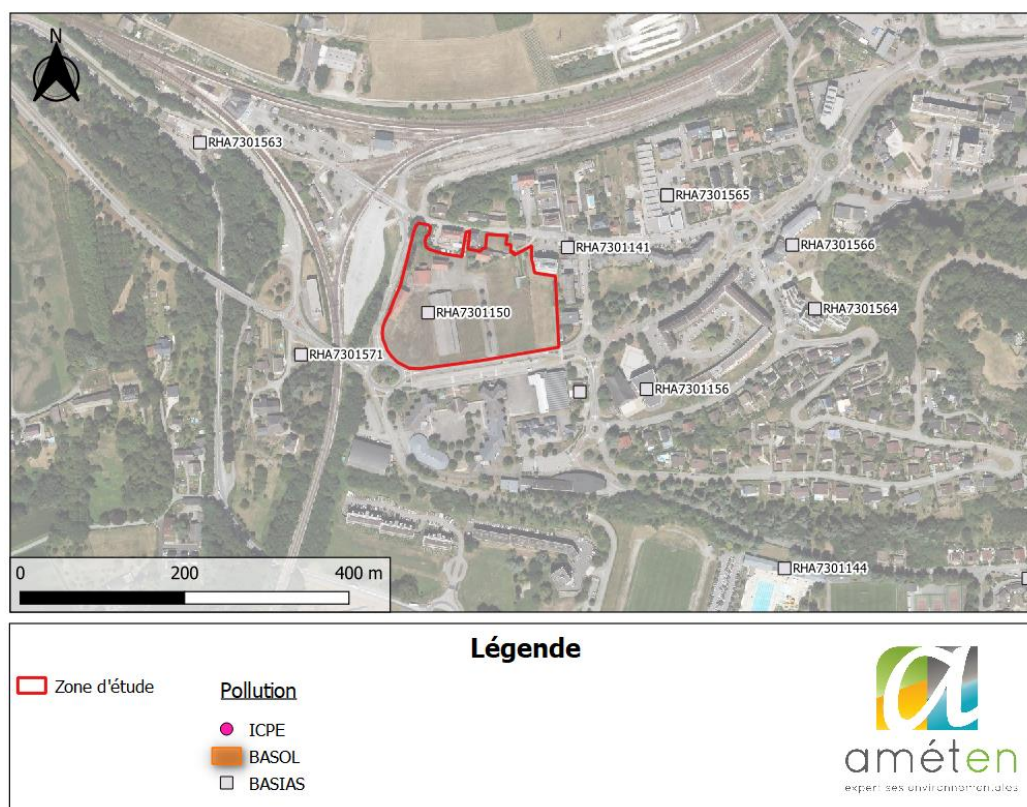 N
RHA7301563
RHA7301565
RHA7301141
RHA7301566
RHA7301150
RHA7301564
RHA7301571
RHA7301156
RHA7301144
0 200 400 m
Légende
Zone d'étude
Pollution
ICPE
BASOL
BASIAS
améten
expertises environnementales